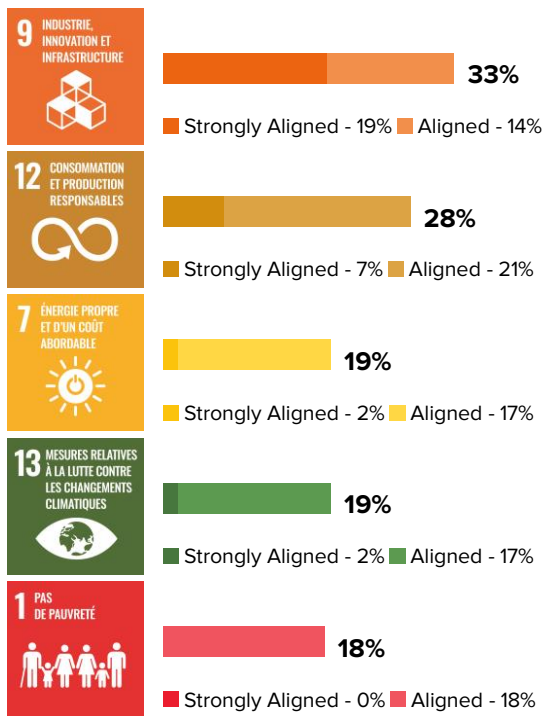 9 INDUSTRIE,
INNOVATION ET
INFRASTRUCTURE
33%
Strongly Aligned - 19% Aligned - 14%
12 CONSOMMATION
ET PRODUCTION
RESPONSABLES
28%
Strongly Aligned - 7% Aligned - 21%
7 ÉNERGIE PROPRE
ET D'UN COÛT
ABORDABLE
19%
Strongly Aligned - 2% Aligned - 17%
13 MESURES RELATIVES
À LA LUTTE CONTRE
LES CHANGEMENTS
CLIMATIQUES
19%
Strongly Aligned - 2% Aligned - 17%
1 PAS
DE PAUVRETÉ
18%
Strongly Aligned - 0% Aligned - 18%